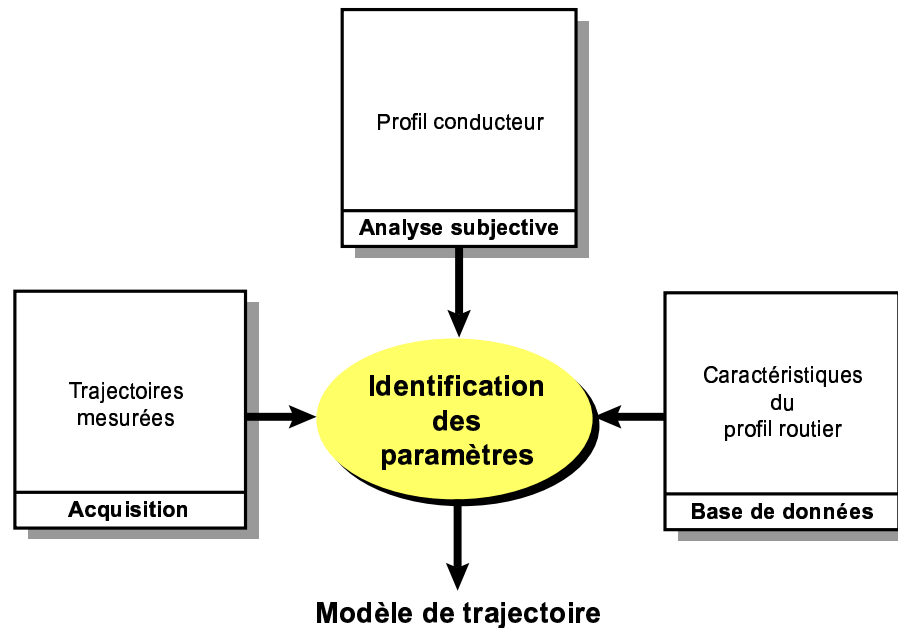 Profil conducteur
Analyse subjective
Trajectoires
mesurées
Acquisition
Identification
des
paramètres
Caractéristiques
du
profil routier
Base de données
Modèle de trajectoire